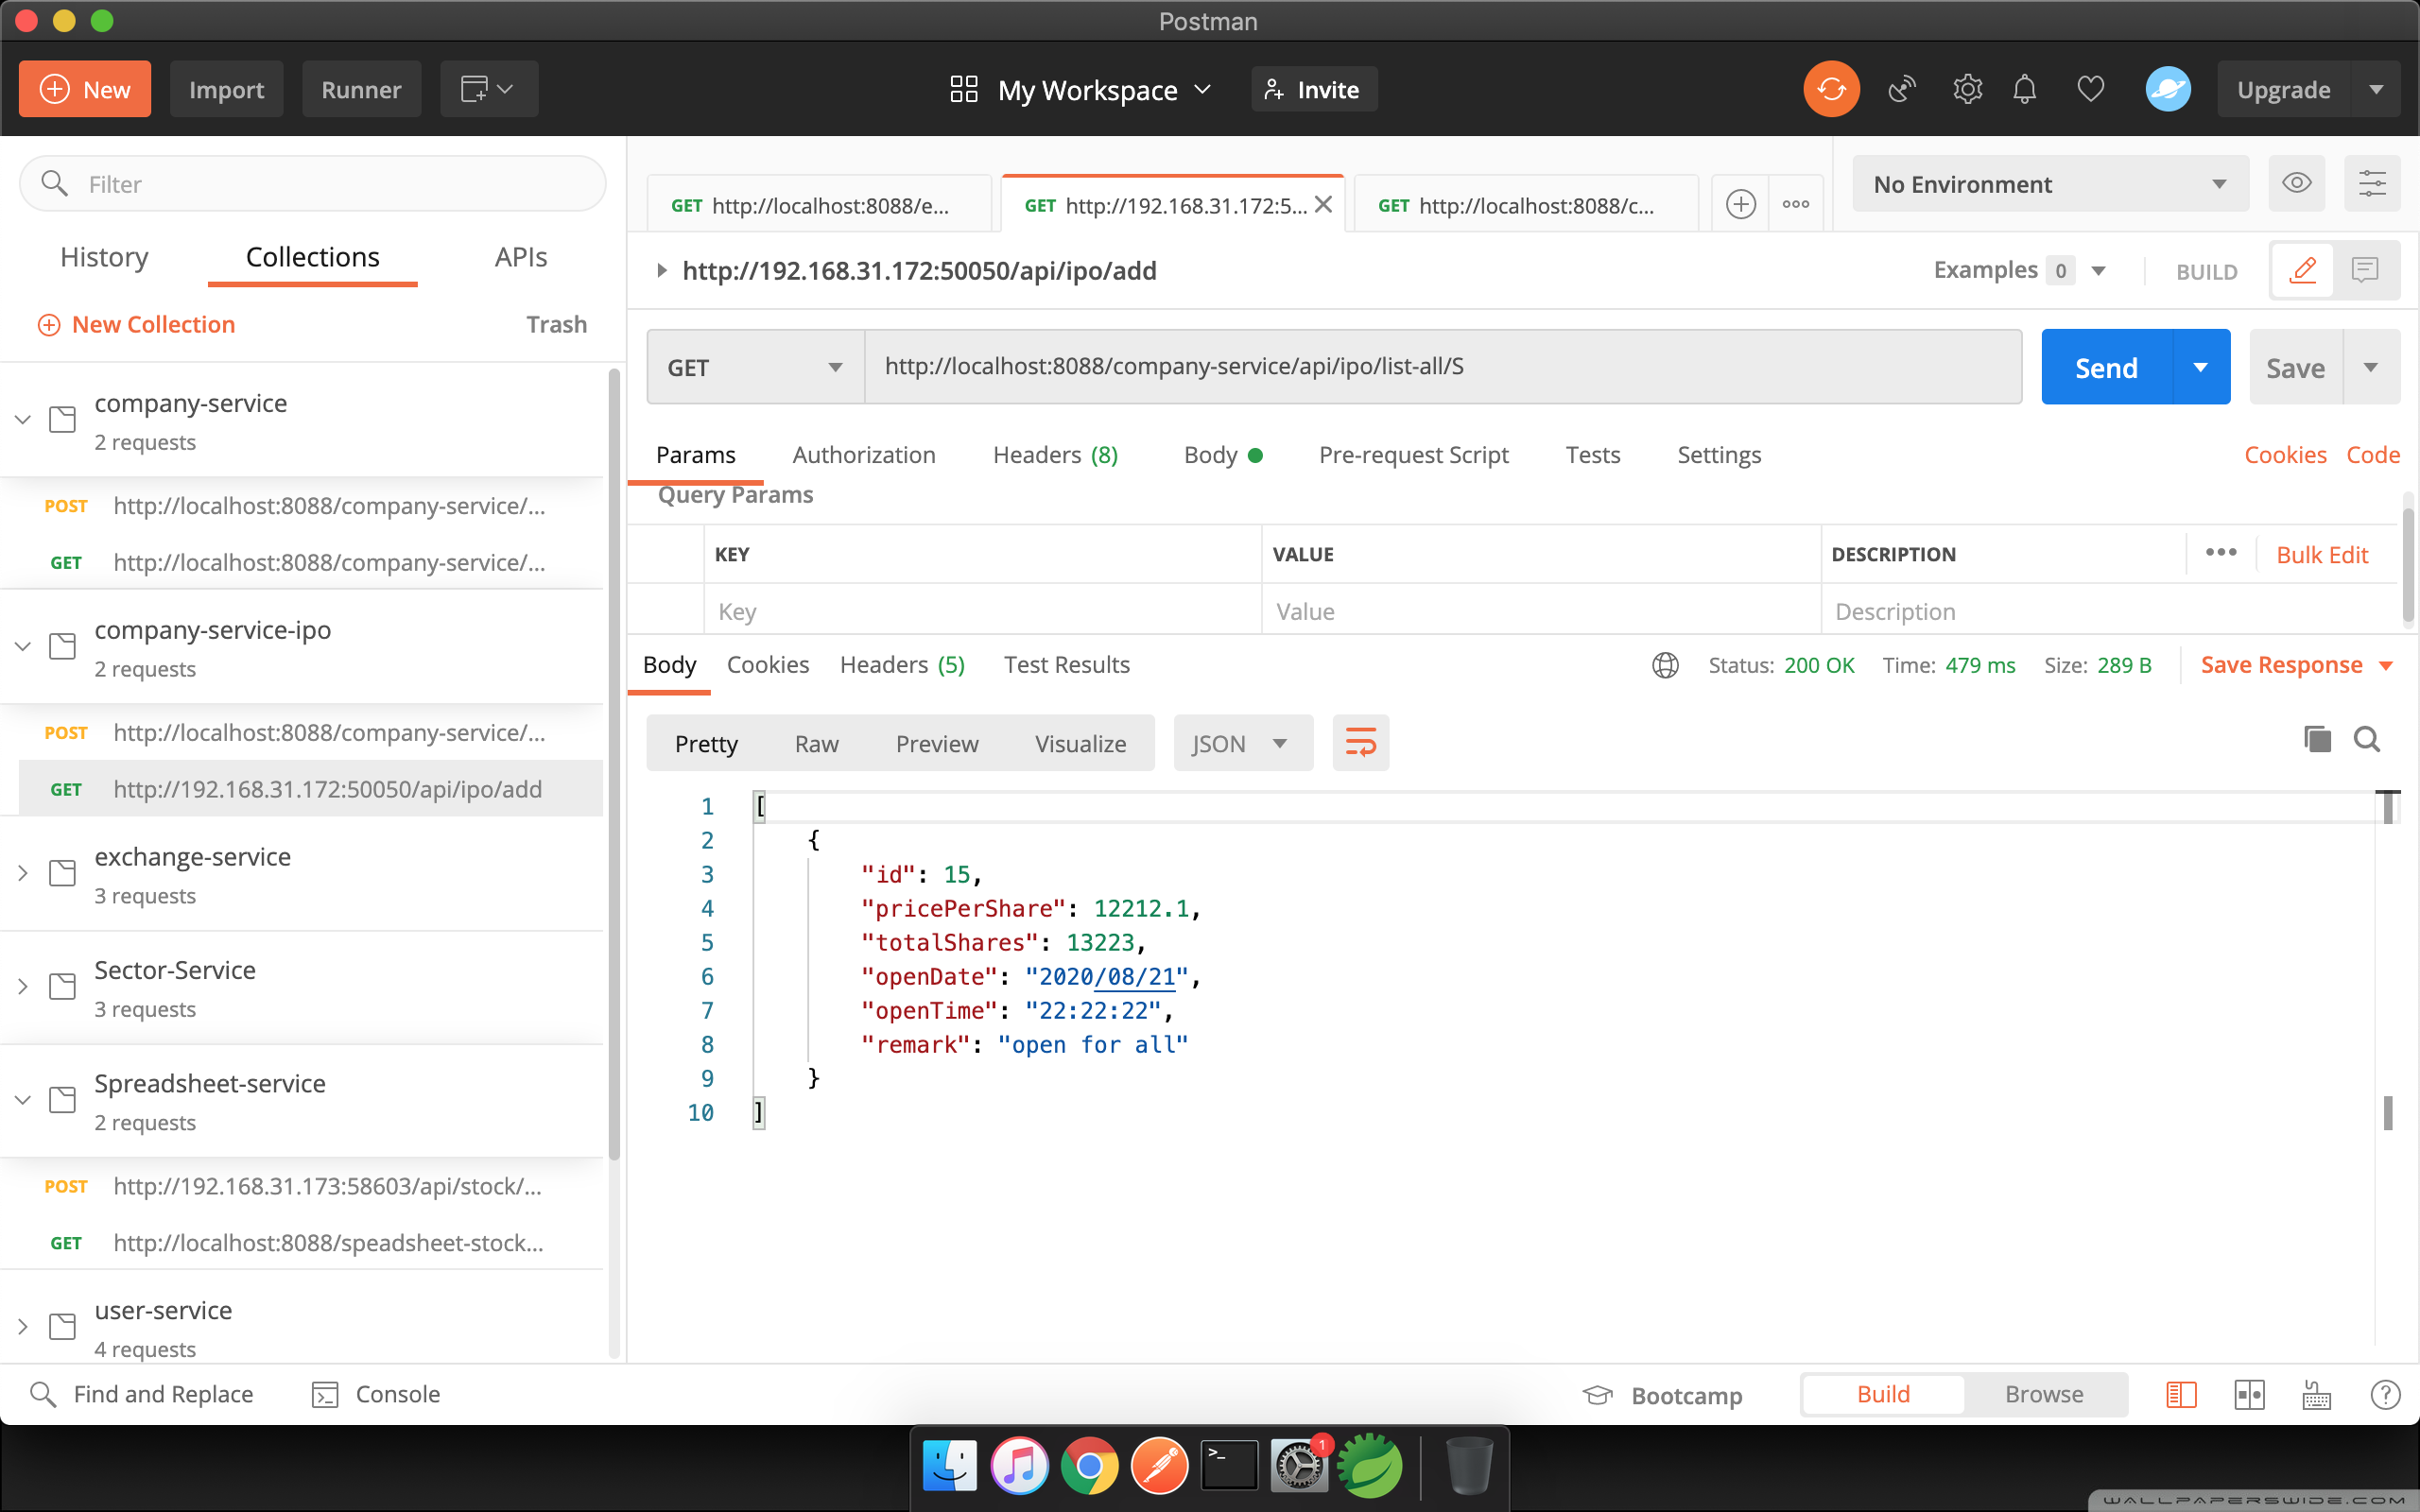 Postman
New
Import
Runner
My Workspace
Invite
Upgrade
Filter
History
Collections
APIs
New Collection
Trash
company-service
2 requests
POST http://localhost:8088/company-service/...
GET http://localhost:8088/company-service/...
company-service-ipo
2 requests
POST http://localhost:8088/company-service/...
GET http://192.168.31.172:50050/api/ipo/add
exchange-service
3 requests
Sector-Service
3 requests
Spreadsheet-service
2 requests
POST http://192.168.31.173:58603/api/stock/...
GET http://localhost:8088/speadsheet-stock...
user-service
4 requests
GET http://localhost:8088/e...
GET http://192.168.31.172:5...
GET http://localhost:8088/c...
No Environment
http://192.168.31.172:50050/api/ipo/add
Examples 0
BUILD
GET
http://localhost:8088/company-service/api/ipo/list-all/S
Send
Save
Params
Authorization
Headers (8)
Body
Pre-request Script
Tests
Settings
Cookies
Code
Query Params
KEY
VALUE
DESCRIPTION
Bulk Edit
Key
Value
Description
Body
Cookies
Headers (5)
Test Results
Status: 200 OK
Time: 479 ms
Size: 289 B
Save Response
Pretty
Raw
Preview
Visualize
JSON
1 [
2 {
3 "id": 15,
4 "pricePerShare": 12212.1,
5 "totalShares": 13223,
6 "openDate": "2020/08/21",
7 "openTime": "22:22:22",
8 "remark": "open for all"
9 }
10 ]
Find and Replace
Console
Bootcamp
Build
Browse
1
WALLPAPERSWIDE.COM